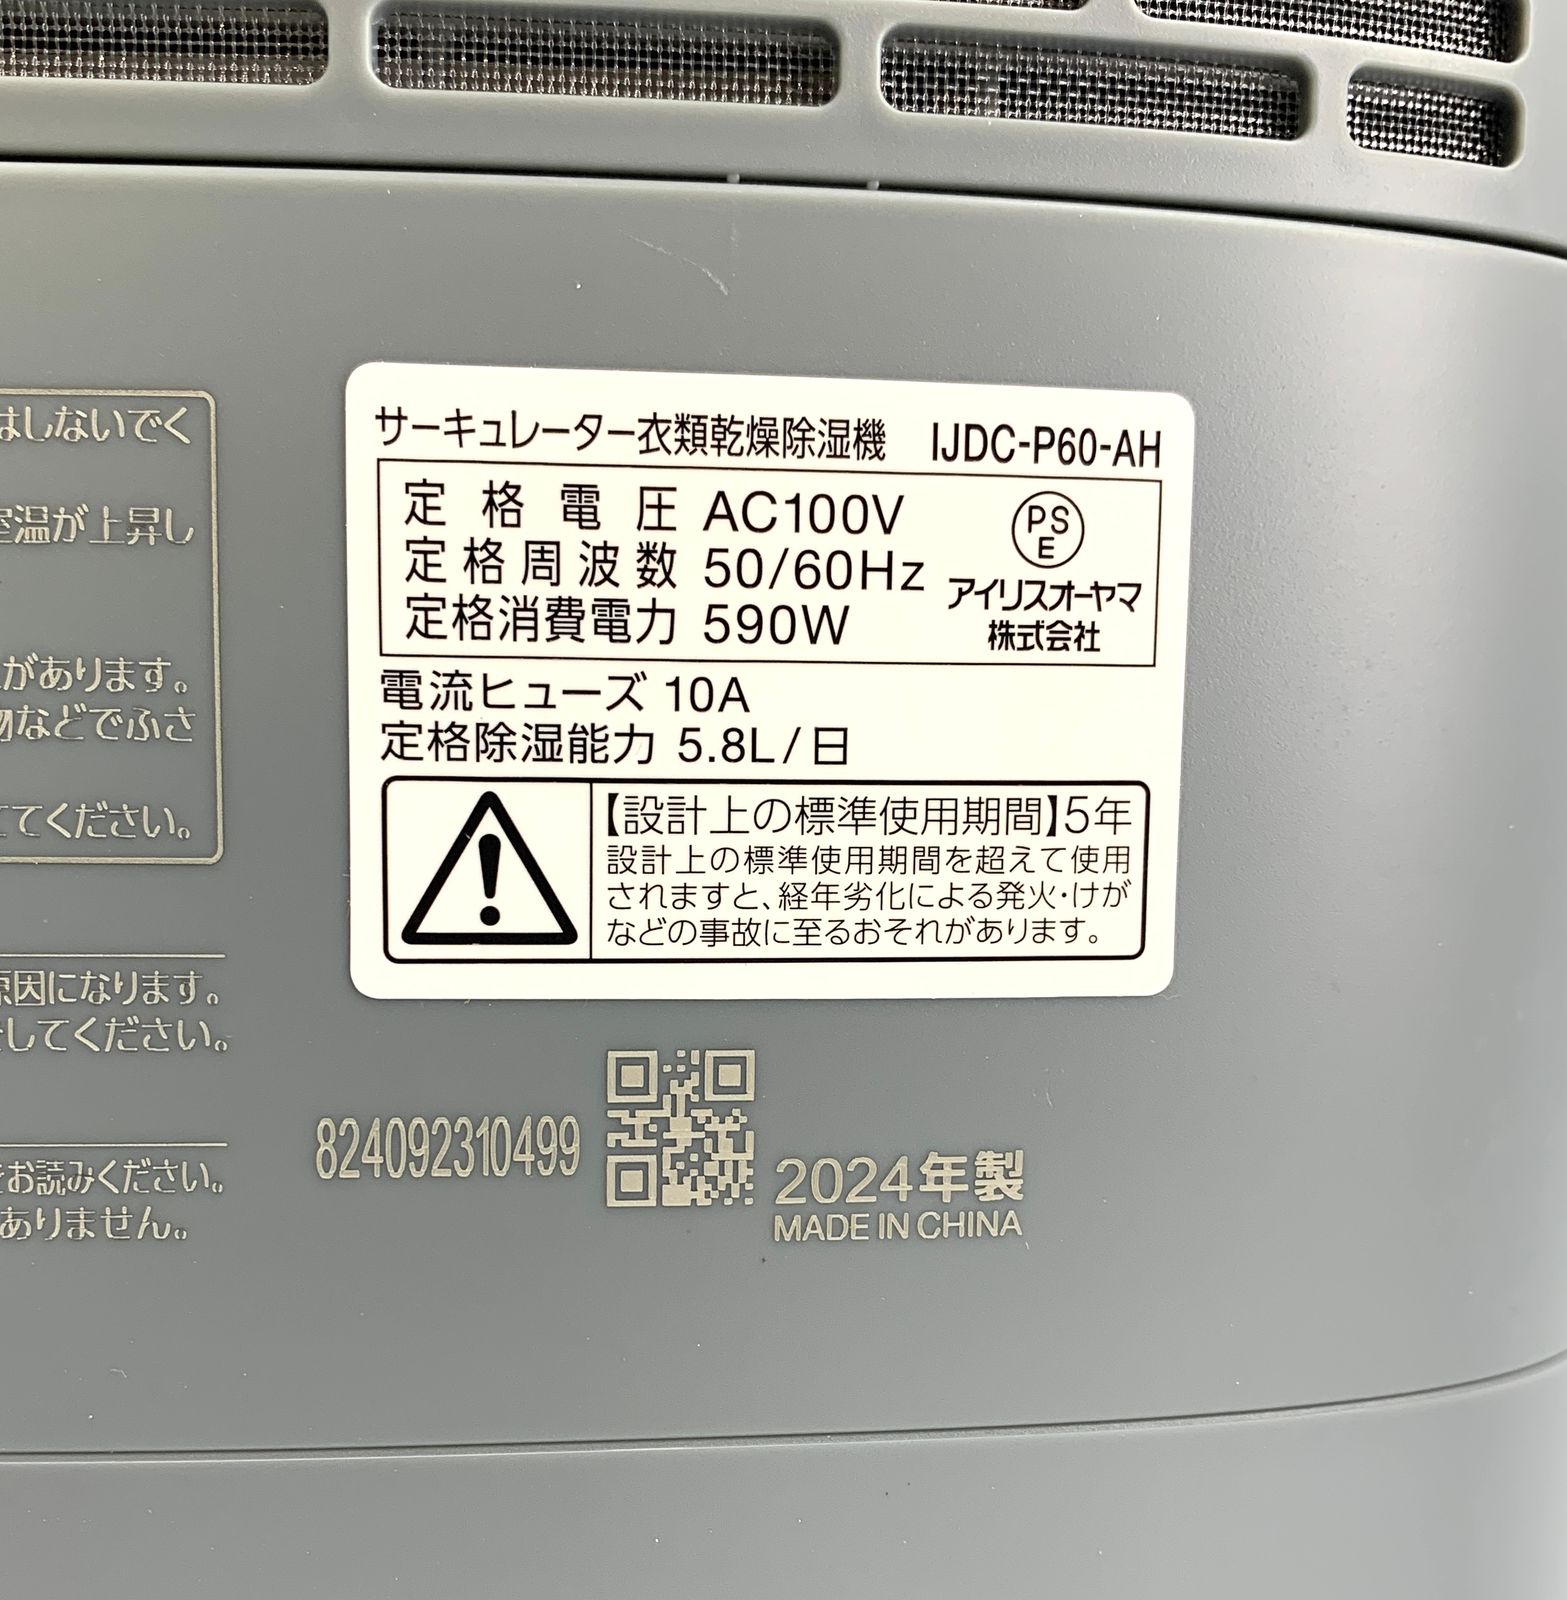 はしないでく
室温が上昇し
があります。
物などでふさ
てください。
原因になります。
してください。
お読みください。
ありません。
サーキュレーター衣類乾燥除湿機 IJDC-P60-AH
定格電圧 AC100V
定格周波数 50/60Hz
定格消費電力 590W
PS
E
アイリスオーヤマ
株式会社
電流ヒューズ 10A
定格除湿能力 5.8L/日
【設計上の標準使用期間】5年
設計上の標準使用期間を超えて使用
されますと、経年劣化による発火・けが
などの事故に至るおそれがあります。
824092310499
2024年製
MADE IN CHINA